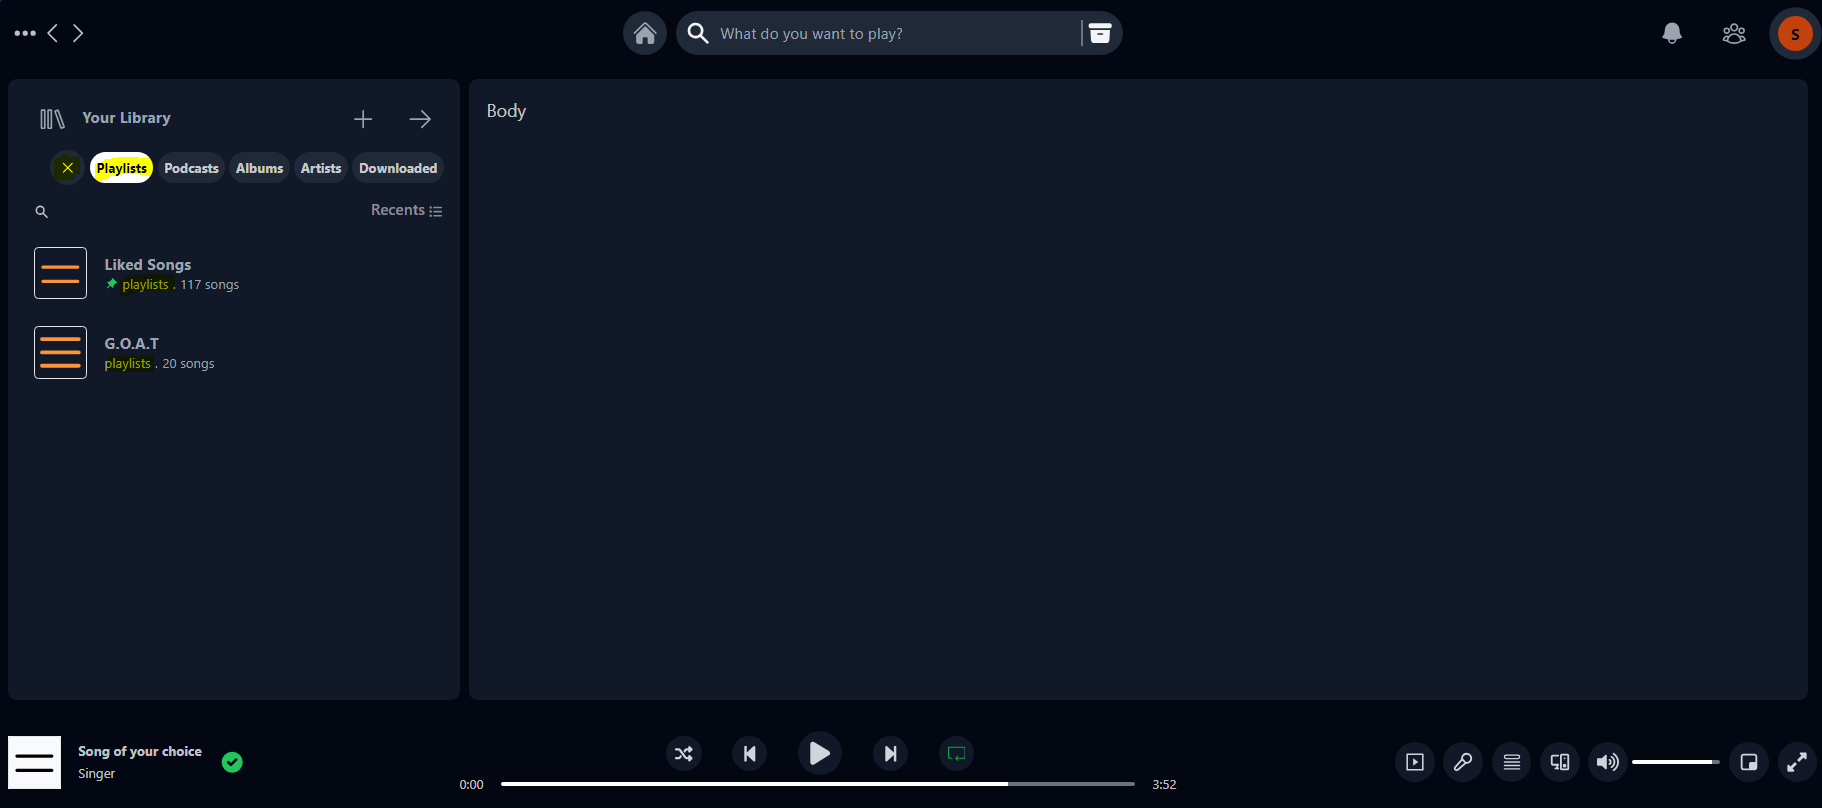 What do you want to play?
S
Your Library
Playlists Podcasts Albums Artists Downloaded
Recents
Liked Songs
playlists . 117 songs
G.O.A.T
playlists . 20 songs
Body
Song of your choice
Singer
0:00
3:52